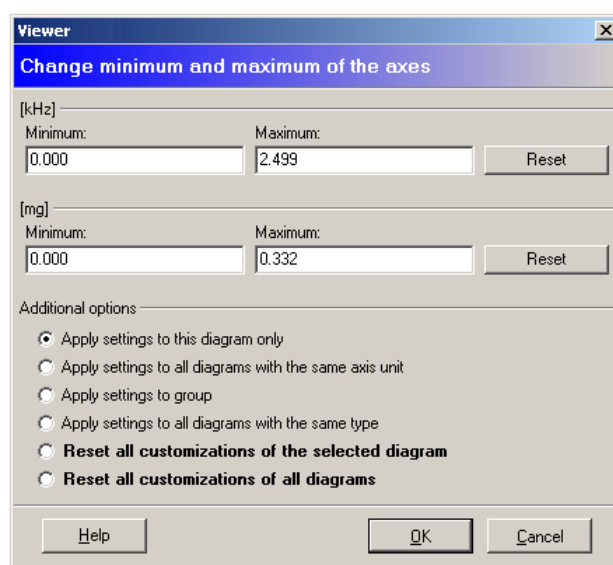 Viewer
Change minimum and maximum of the axes
[kHz]
Minimum: Maximum:
0.000 2.499 Reset
[mg]
Minimum: Maximum:
0.000 0.332 Reset
Additional options
Apply settings to this diagram only
Apply settings to all diagrams with the same axis unit
Apply settings to group
Apply settings to all diagrams with the same type
Reset all customizations of the selected diagram
Reset all customizations of all diagrams
Help OK Cancel